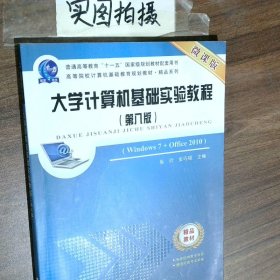 实图拍摄
微课版
普通高等教育“十一五”国家级规划教材配套用书
高等院校计算机基础教育规划教材·精品系列
大学计算机基础实验教程
DAXUE JISUANJI JICHU SHIYAN JIAOCHENG
(Windows 7 + Office 2010)
主编
精品
教材